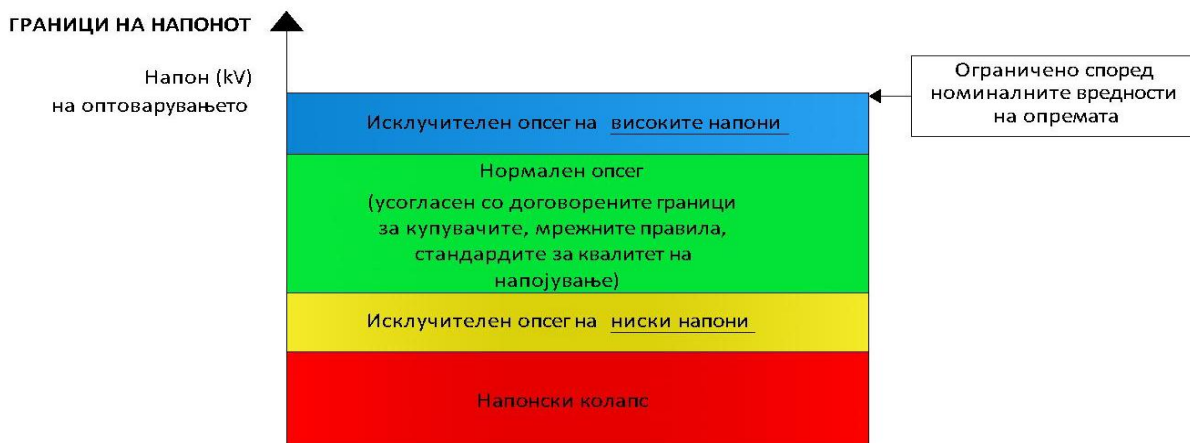 ГРАНИЦИ НА НАПОНОТ
Напон (kV)
на оптоварувањето
Ограничено според
номиналните вредности
на опремата
Исклучителен опсег на високите напони
Нормален опсег
(усогласен со договорените граници
за купувачите, мрежните правила,
стандардите за квалитет на
напојување)
Исклучителен опсег на ниски напони
Напонски колапс